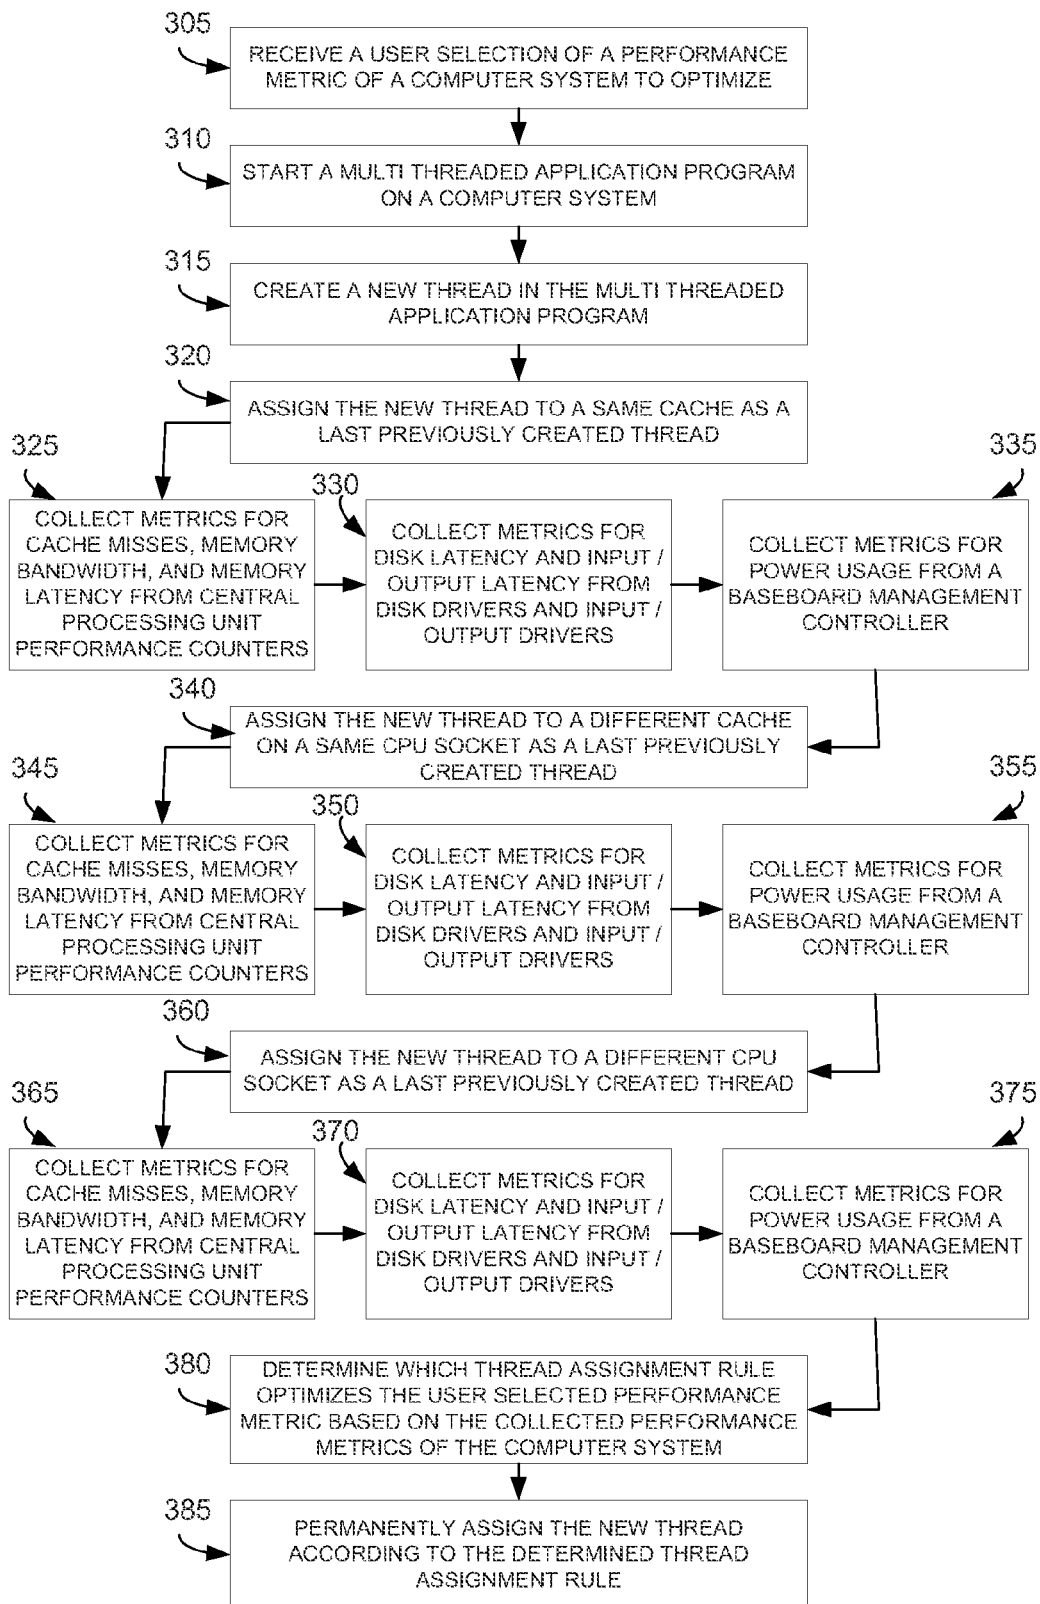 305
RECEIVE A USER SELECTION OF A PERFORMANCE
METRIC OF A COMPUTER SYSTEM TO OPTIMIZE
310
START A MULTI THREADED APPLICATION PROGRAM
ON A COMPUTER SYSTEM
315
CREATE A NEW THREAD IN THE MULTI THREADED
APPLICATION PROGRAM
320
ASSIGN THE NEW THREAD TO A SAME CACHE AS A
LAST PREVIOUSLY CREATED THREAD
325
COLLECT METRICS FOR
CACHE MISSES, MEMORY
BANDWIDTH, AND MEMORY
LATENCY FROM CENTRAL
PROCESSING UNIT
PERFORMANCE COUNTERS
330
COLLECT METRICS FOR
DISK LATENCY AND INPUT /
OUTPUT LATENCY FROM
DISK DRIVERS AND INPUT /
OUTPUT DRIVERS
335
COLLECT METRICS FOR
POWER USAGE FROM A
BASEBOARD MANAGEMENT
CONTROLLER
340
ASSIGN THE NEW THREAD TO A DIFFERENT CACHE
ON A SAME CPU SOCKET AS A LAST PREVIOUSLY
CREATED THREAD
345
COLLECT METRICS FOR
CACHE MISSES, MEMORY
BANDWIDTH, AND MEMORY
LATENCY FROM CENTRAL
PROCESSING UNIT
PERFORMANCE COUNTERS
350
COLLECT METRICS FOR
DISK LATENCY AND INPUT /
OUTPUT LATENCY FROM
DISK DRIVERS AND INPUT /
OUTPUT DRIVERS
355
COLLECT METRICS FOR
POWER USAGE FROM A
BASEBOARD MANAGEMENT
CONTROLLER
360
ASSIGN THE NEW THREAD TO A DIFFERENT CPU
SOCKET AS A LAST PREVIOUSLY CREATED THREAD
365
COLLECT METRICS FOR
CACHE MISSES, MEMORY
BANDWIDTH, AND MEMORY
LATENCY FROM CENTRAL
PROCESSING UNIT
PERFORMANCE COUNTERS
370
COLLECT METRICS FOR
DISK LATENCY AND INPUT /
OUTPUT LATENCY FROM
DISK DRIVERS AND INPUT /
OUTPUT DRIVERS
375
COLLECT METRICS FOR
POWER USAGE FROM A
BASEBOARD MANAGEMENT
CONTROLLER
380
DETERMINE WHICH THREAD ASSIGNMENT RULE
OPTIMIZES THE USER SELECTED PERFORMANCE
METRIC BASED ON THE COLLECTED PERFORMANCE
METRICS OF THE COMPUTER SYSTEM
385
PERMANENTLY ASSIGN THE NEW THREAD
ACCORDING TO THE DETERMINED THREAD
ASSIGNMENT RULE